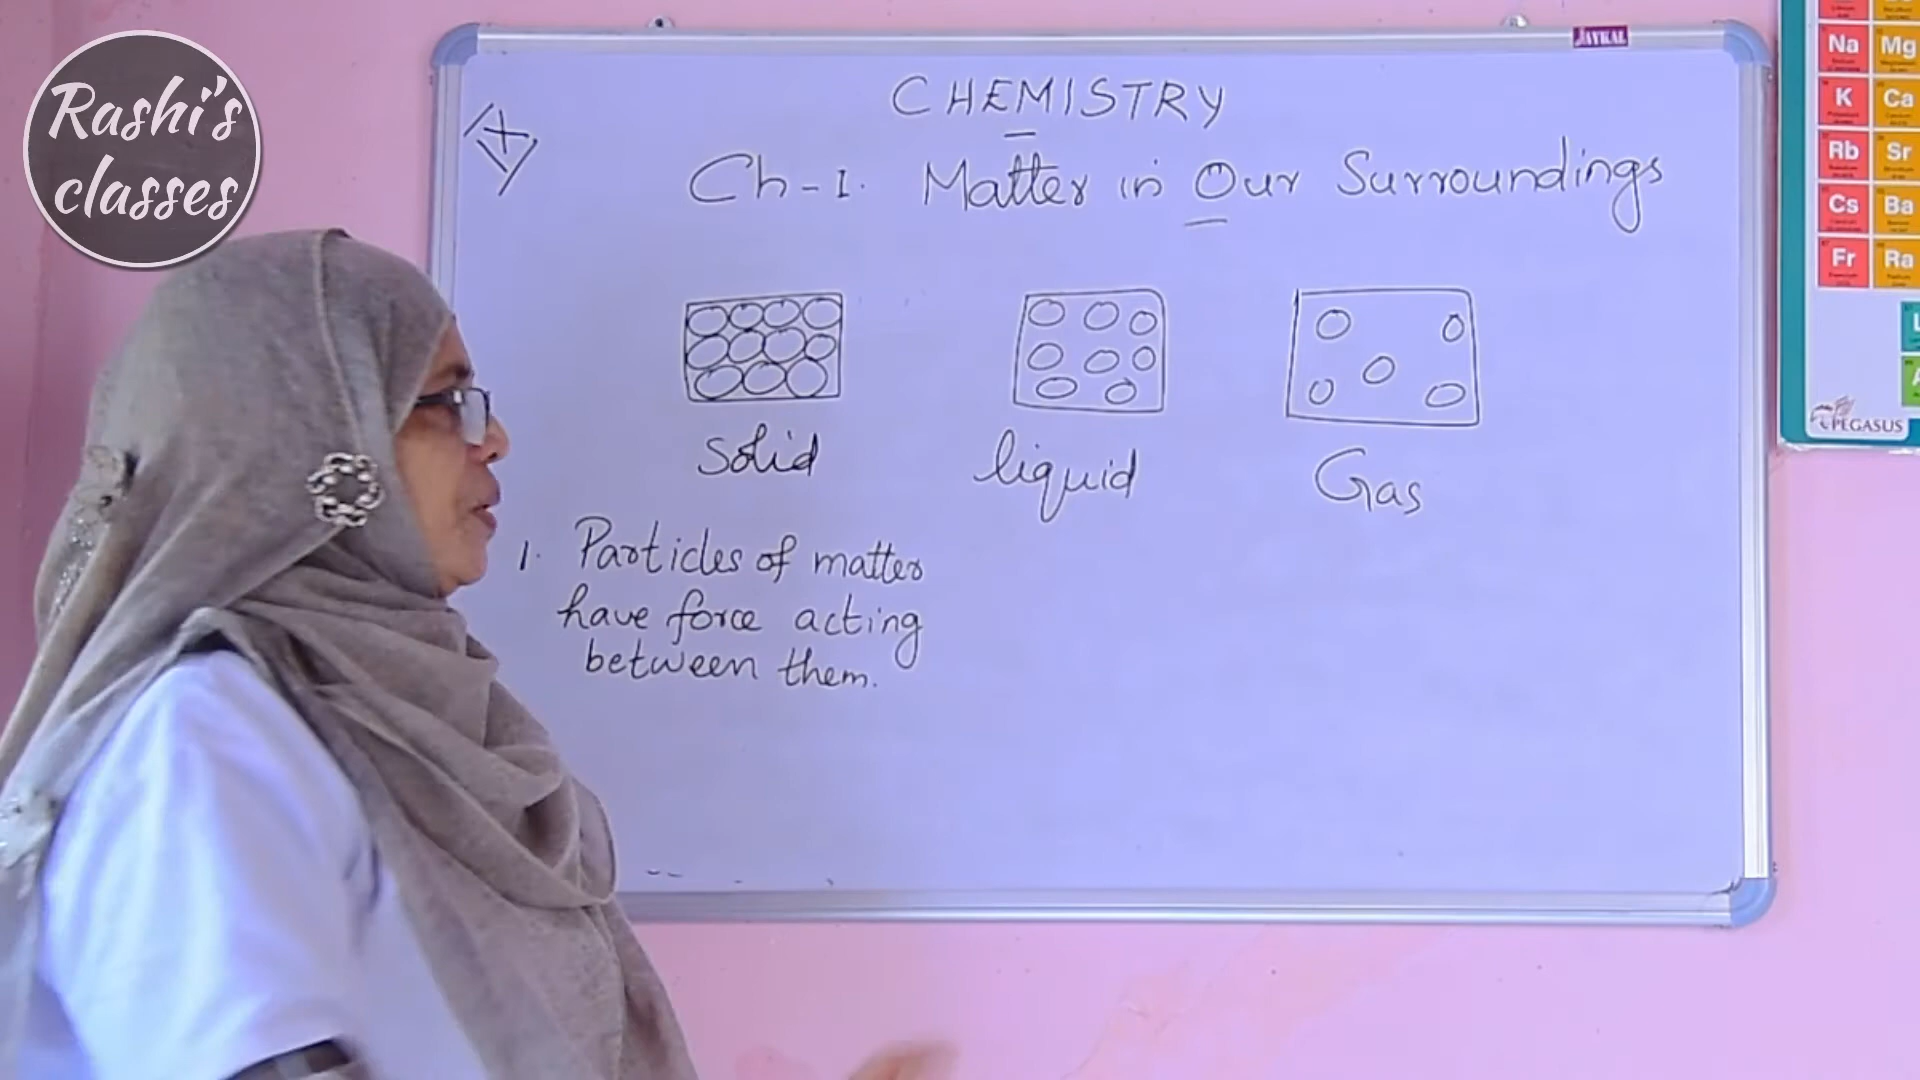 Rashi's
classes
JAYKAL
CHEMISTRY
IX
Ch-1. Matter in Our Surroundings
solid
liquid
Gas
1. Particles of matter
have force acting
between them.
Na Mg
K Ca
Rb Sr
Cs Ba
Fr Ra
PEGASUS